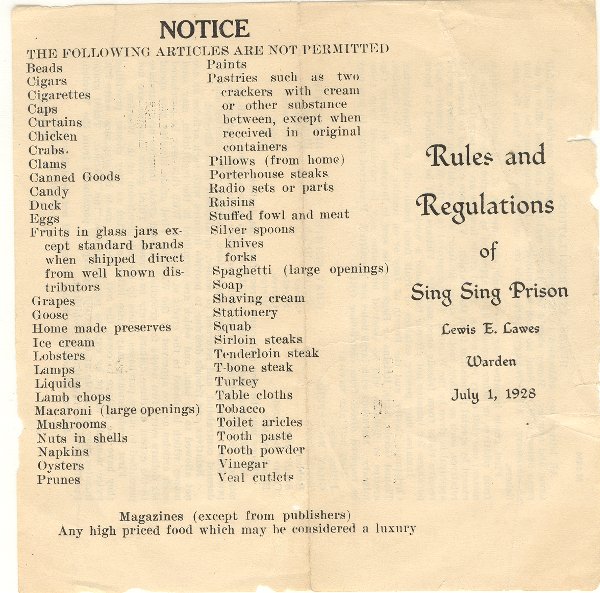 NOTICE
THE FOLLOWING ARTICLES ARE NOT PERMITTED
Beads
Cigars
Cigarettes
Caps
Curtains
Chicken
Crabs.
Clams
Canned Goods
Candy
Duck
Eggs
Fruits in glass jars ex-
cept standard brands
when shipped direct
from well known dis-
tributors
Grapes
Goose
Home made preserves
Ice cream
Lobsters
Lamps
Liquids
Lamb chops
Macaroni (large openings)
Mushrooms
Nuts in shells
Napkins
Oysters
Prunes
Paints
Pastries such as two
crackers with cream
or other substance
between, except when
received in original
containers
Pillows (from home)
Porterhouse steaks
Radio sets or parts
Raisins
Stuffed fowl and meat
Silver spoons
knives
forks
Spaghetti (large openings)
Soap
Shaving cream
Stationery
Squab
Sirloin steaks
Tenderloin steak
T-bone steak
Turkey
Table cloths
Tobacco
Toilet aricles
Tooth paste
Tooth powder
Vinegar
Veal cutlets
Magazines (except from publishers)
Any high priced food which may be considered a luxury
Rules and
Regulations
of
Sing Sing Prison
Lewis E. Lawes
Warden
July 1, 1928